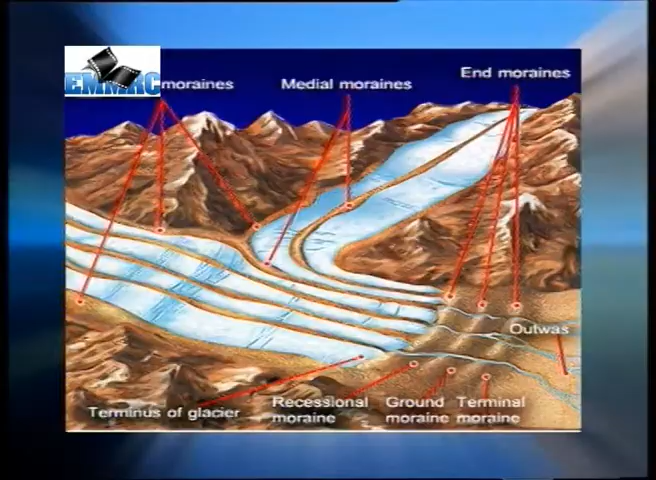 EMMRC
moraines
Medial moraines
End moraines
Outwas
Terminus of glacier
Recessional
moraine
Ground
moraine
Terminal
moraine